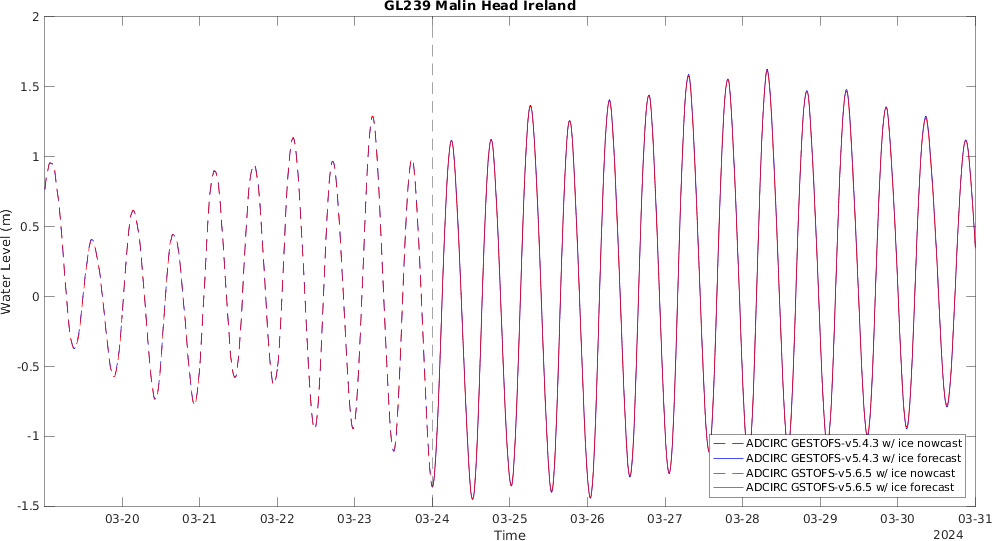 GL239 Malin Head Ireland
2
1.5
1
0.5
0
-0.5
-1
-1.5
Water Level (m)
ADCIRC GESTOFS-v5.4.3 w/ ice nowcast
ADCIRC GESTOFS-v5.4.3 w/ ice forecast
ADCIRC GSTOFS-v5.6.5 w/ ice nowcast
ADCIRC GSTOFS-v5.6.5 w/ ice forecast
03-20 03-21 03-22 03-23 03-24 03-25 03-26 03-27 03-28 03-29 03-30 03-31
Time
2024